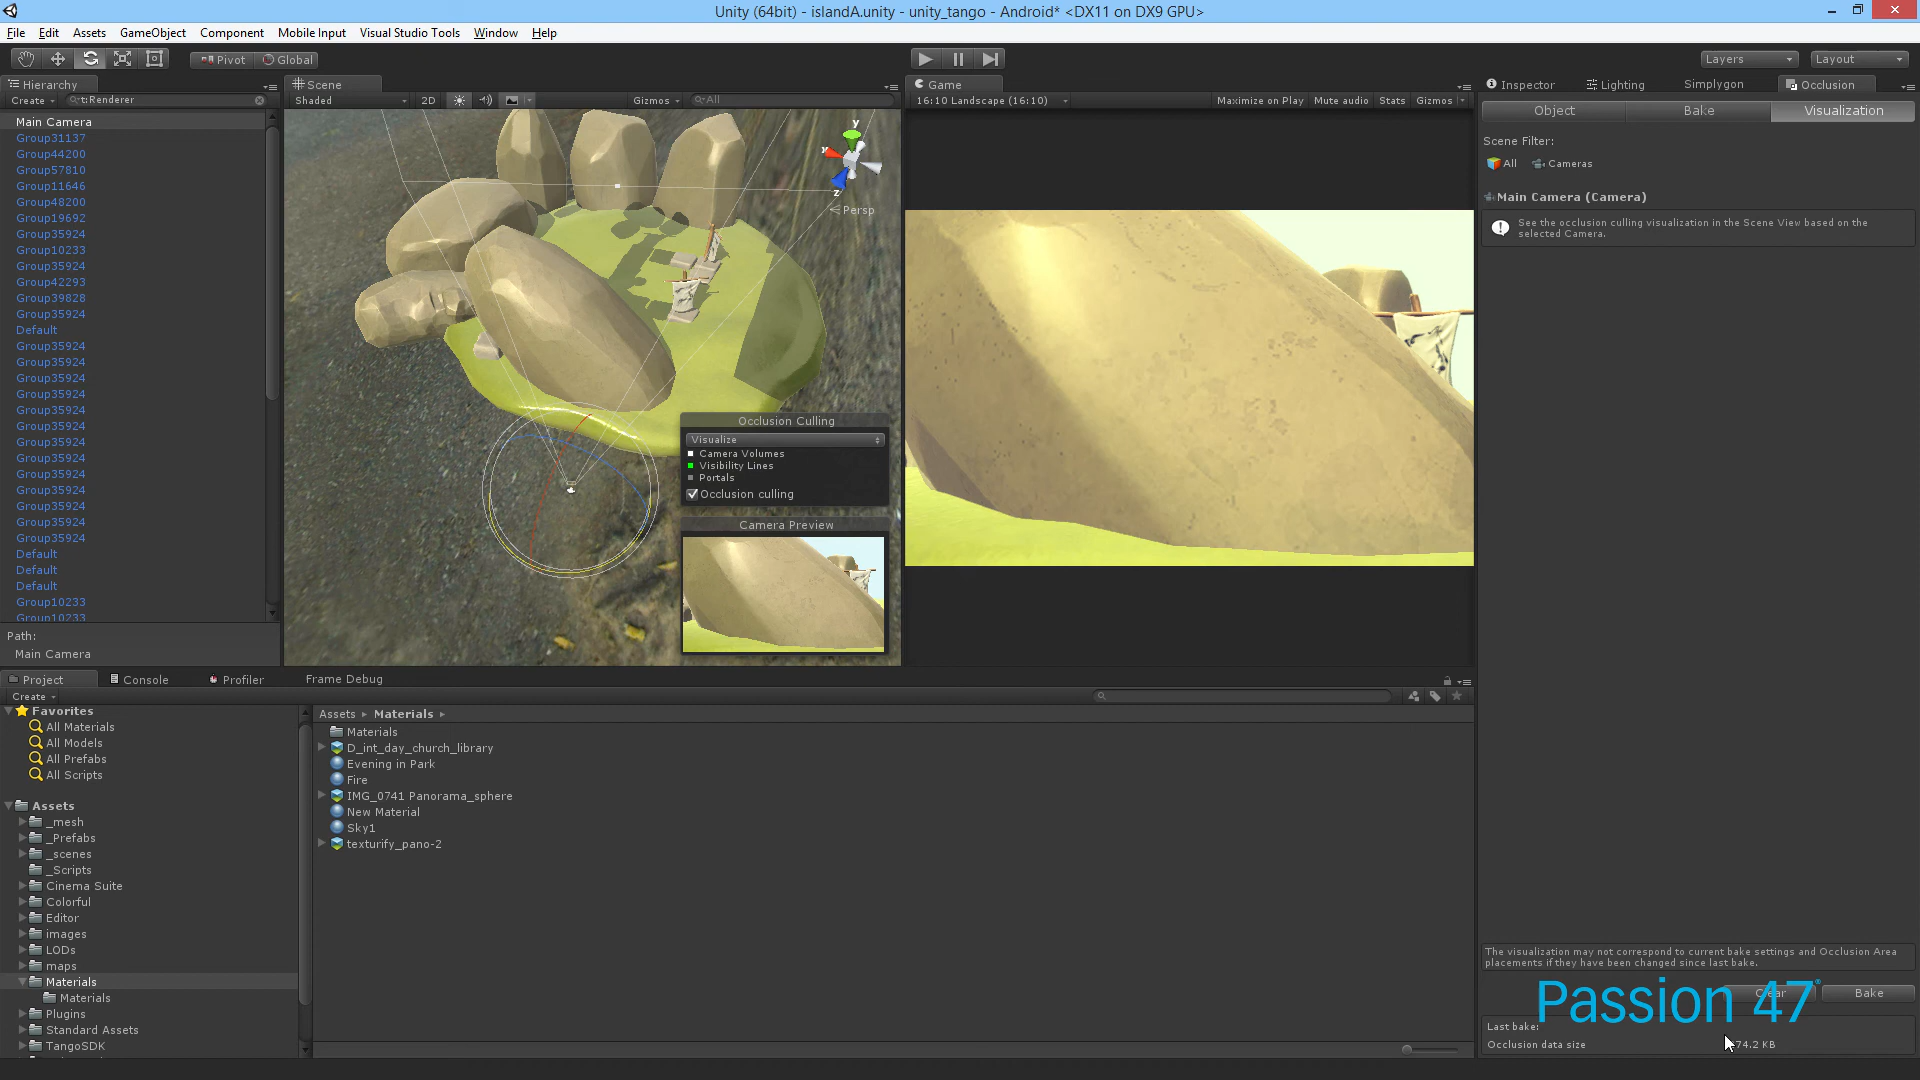 Unity (64bit) - islandA.unity - unity_tango - Android* <DX11 on DX9 GPU>
File Edit Assets GameObject Component Mobile Input Visual Studio Tools Window Help
Pivot Global
Layers Layout
Hierarchy
Create t:Renderer
Main Camera
Group31137
Group44200
Group57810
Group11646
Group48200
Group19692
Group35924
Group10233
Group35924
Group42293
Group39828
Group35924
Default
Group35924
Group35924
Group35924
Group35924
Group35924
Group35924
Group35924
Group35924
Group35924
Group35924
Group35924
Group35924
Group35924
Default
Default
Default
Group10233
Group10233
Path:
Main Camera
Scene
Shaded 2D Gizmos All
y
x
z
Persp
Occlusion Culling
Visualize
Camera Volumes
Visibility Lines
Portals
Occlusion culling
Camera Preview
Game
16:10 Landscape (16:10) Maximize on Play Mute audio Stats Gizmos
Inspector Lighting Simplygon Occlusion
Object Bake Visualization
Scene Filter:
All Cameras
Main Camera (Camera)
See the occlusion culling visualization in the Scene View based on the
selected Camera.
The visualization may not correspond to current bake settings and Occlusion Area
placements if they have been changed since last bake.
Clear Bake
Passion 47
Last bake:
Occlusion data size 74.2 KB
Project Console Profiler Frame Debug
Create
Favorites
All Materials
All Models
All Prefabs
All Scripts
Assets
_mesh
_Prefabs
_scenes
_Scripts
Cinema Suite
Colorful
Editor
images
LODs
maps
Materials
Materials
Plugins
Standard Assets
TangoSDK
Assets Materials
Materials
D_int_day_church_library
Evening in Park
Fire
IMG_0741 Panorama_sphere
New Material
Sky1
texturify_pano-2